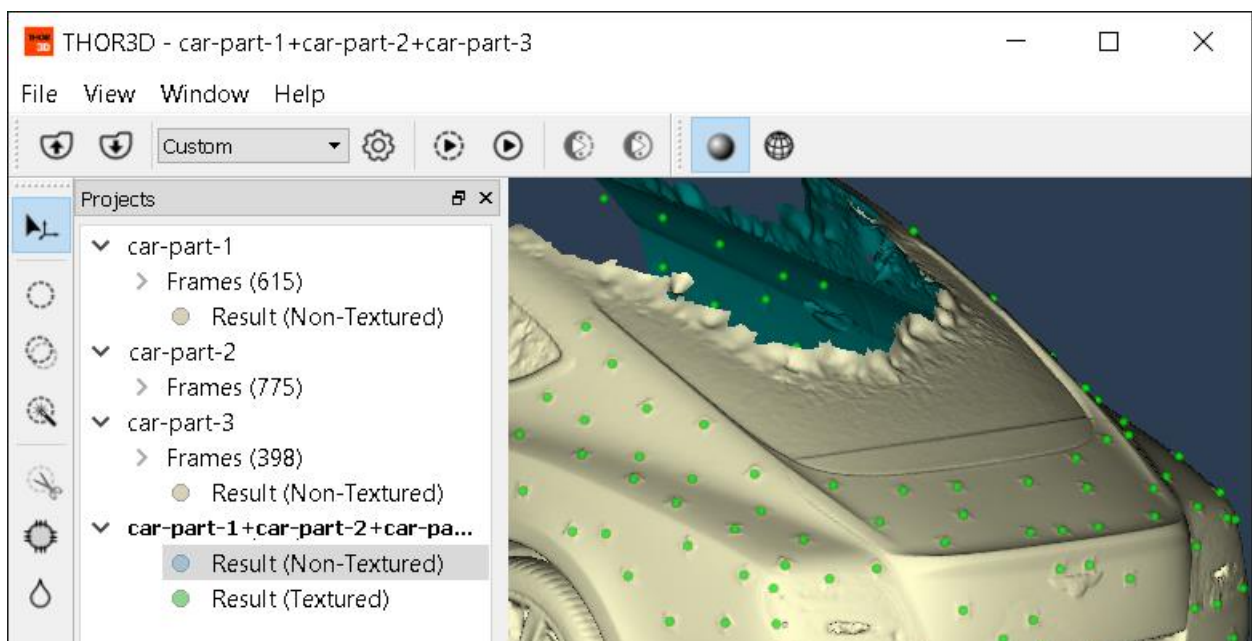 THOR3D - car-part-1+car-part-2+car-part-3
File View Window Help
Custom
Projects
car-part-1
Frames (615)
Result (Non-Textured)
car-part-2
Frames (775)
car-part-3
Frames (398)
Result (Non-Textured)
car-part-1+car-part-2+car-pa...
Result (Non-Textured)
Result (Textured)